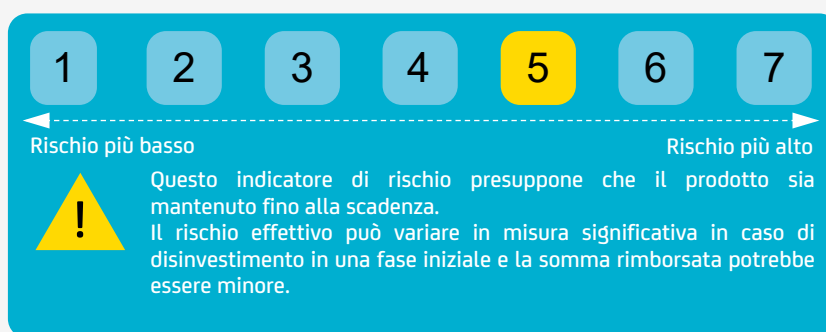 1 2 3 4 5 6 7
Rischio più basso Rischio più alto
!
Questo indicatore di rischio presuppone che il prodotto sia
mantenuto fino alla scadenza.
Il rischio effettivo può variare in misura significativa in caso di
disinvestimento in una fase iniziale e la somma rimborsata potrebbe
essere minore.